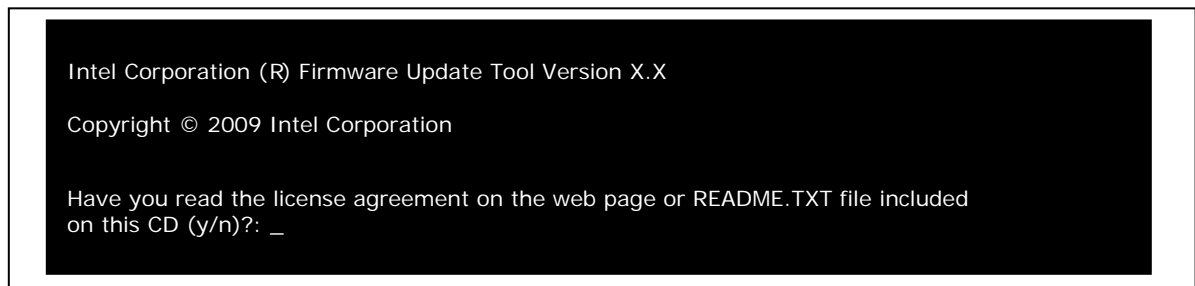 Intel Corporation (R) Firmware Update Tool Version X.X
Copyright © 2009 Intel Corporation
Have you read the license agreement on the web page or README.TXT file included
on this CD (y/n)?: _